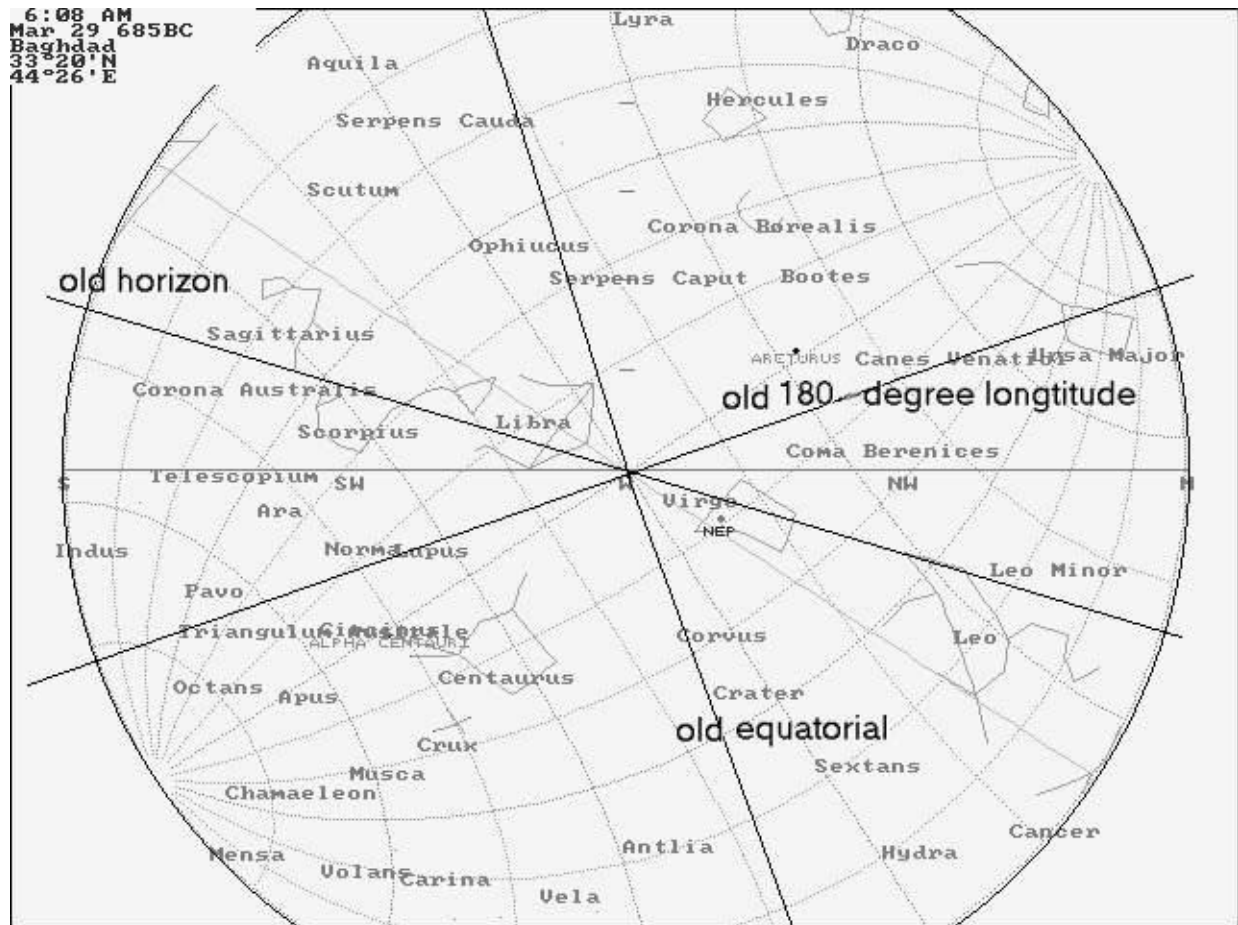 6:08 AM
Mar 29 685BC
Baghdad
33°20'N
44°26'E
Lyra
Draco
Aquila
Hercules
Serpens Cauda
Scutum
Corona Borealis
Ophiucus
Serpens Caput Bootes
old horizon
Sagittarius
ARCTURUS Canes Venatici Ursa Major
Corona Australis
old 180. degree longtitude
Scorpius
Libra
Coma Berenices
Telescopium
S SW W NW N
Virgo
Ara
NEP
Indus
Norma Lupus
Leo Minor
Pavo
Triangulum Australe
Circinus
ALPHA CENTAURI
Corvus
Leo
Octans
Apus
Centaurus
Crater
old equatorial
Crux
Sextans
Musca
Chamaeleon
Cancer
Mensa
Antlia
Hydra
Volans
Carina
Vela